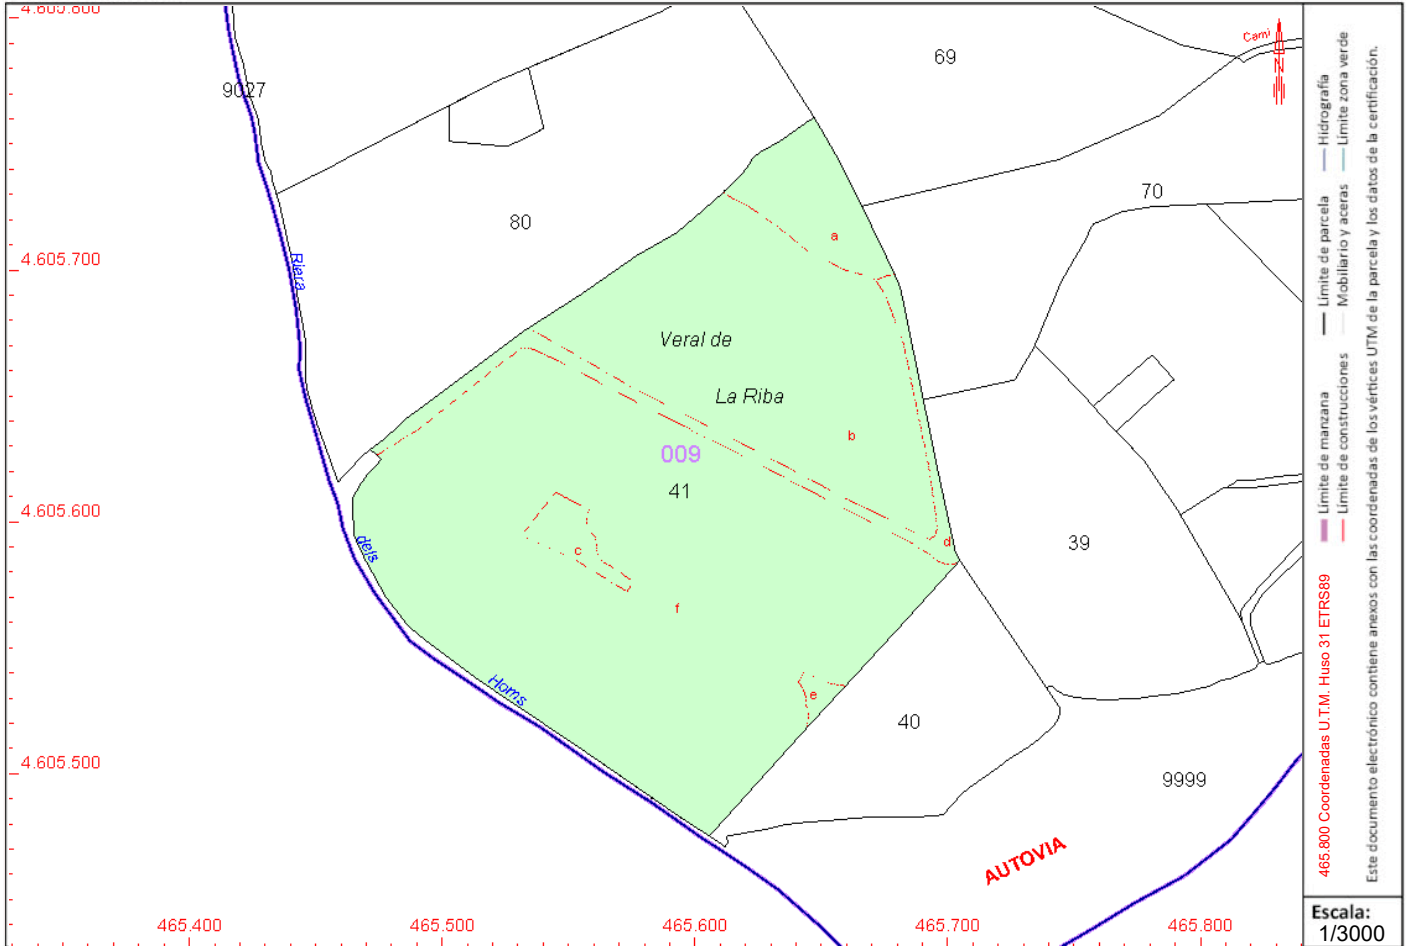 4.605.800
69
Cami
N
9027
70
80
a
4.605.700
Riera
Veral de
La Riba
b
009
41
4.605.600
dels
c
d
39
f
Homs
e
40
4.605.500
9999
AUTOVIA
465.400
465.500
465.600
465.700
465.800
465.800 Coordenadas U.T.M. Huso 31 ETRS89
Límite de manzana
Límite de parcela
Hidrografía
Límite de construcciones
Mobiliario y aceras
Límite zona verde
Este documento electrónico contiene anexos con las coordenadas de los vértices UTM de la parcela y los datos de la certificación.
Escala:
1/3000